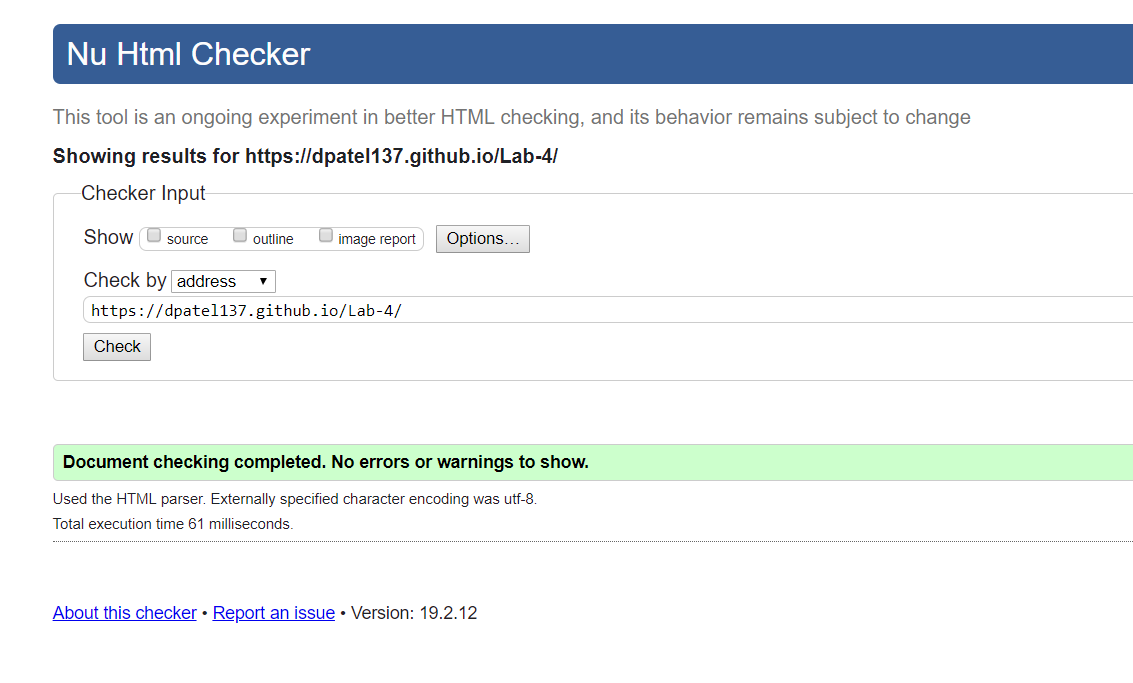 Nu Html Checker
This tool is an ongoing experiment in better HTML checking, and its behavior remains subject to change
Showing results for https://dpatel137.github.io/Lab-4/
Checker Input
Show source outline image report Options…
Check by address
https://dpatel137.github.io/Lab-4/
Check
Document checking completed. No errors or warnings to show.
Used the HTML parser. Externally specified character encoding was utf-8.
Total execution time 61 milliseconds.
About this checker • Report an issue • Version: 19.2.12